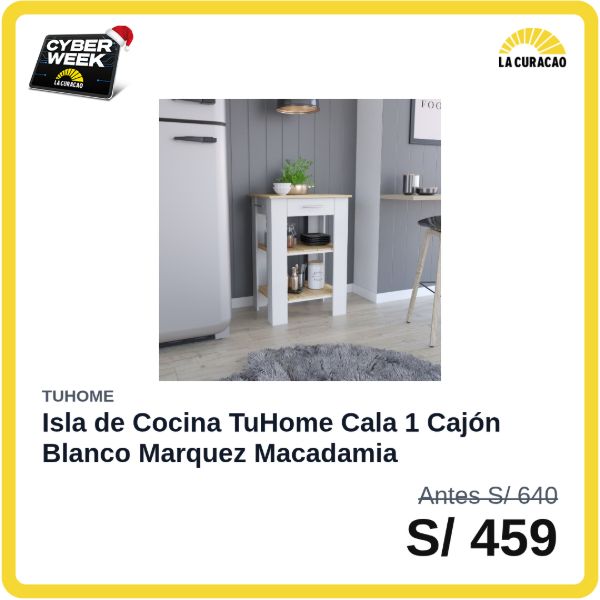 CYBER
WEEK
LA CURACAO
LA CURACAO
FOO
TUHOME
Isla de Cocina TuHome Cala 1 Cajón
Blanco Marquez Macadamia
Antes S/ 640
S/ 459